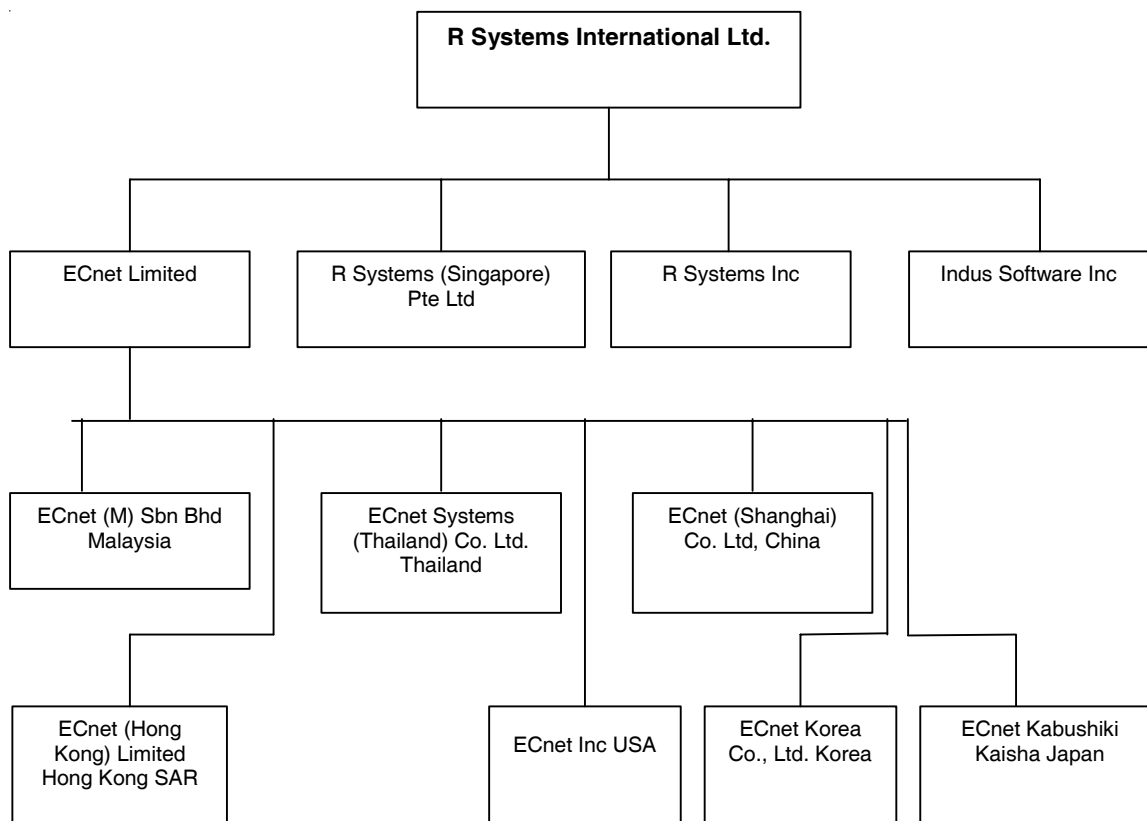 R Systems International Ltd.
ECnet Limited
R Systems (Singapore)
Pte Ltd
R Systems Inc
Indus Software Inc
ECnet (M) Sbn Bhd
Malaysia
ECnet Systems
(Thailand) Co. Ltd.
Thailand
ECnet (Shanghai)
Co. Ltd, China
ECnet (Hong
Kong) Limited
Hong Kong SAR
ECnet Inc USA
ECnet Korea
Co., Ltd. Korea
ECnet Kabushiki
Kaisha Japan